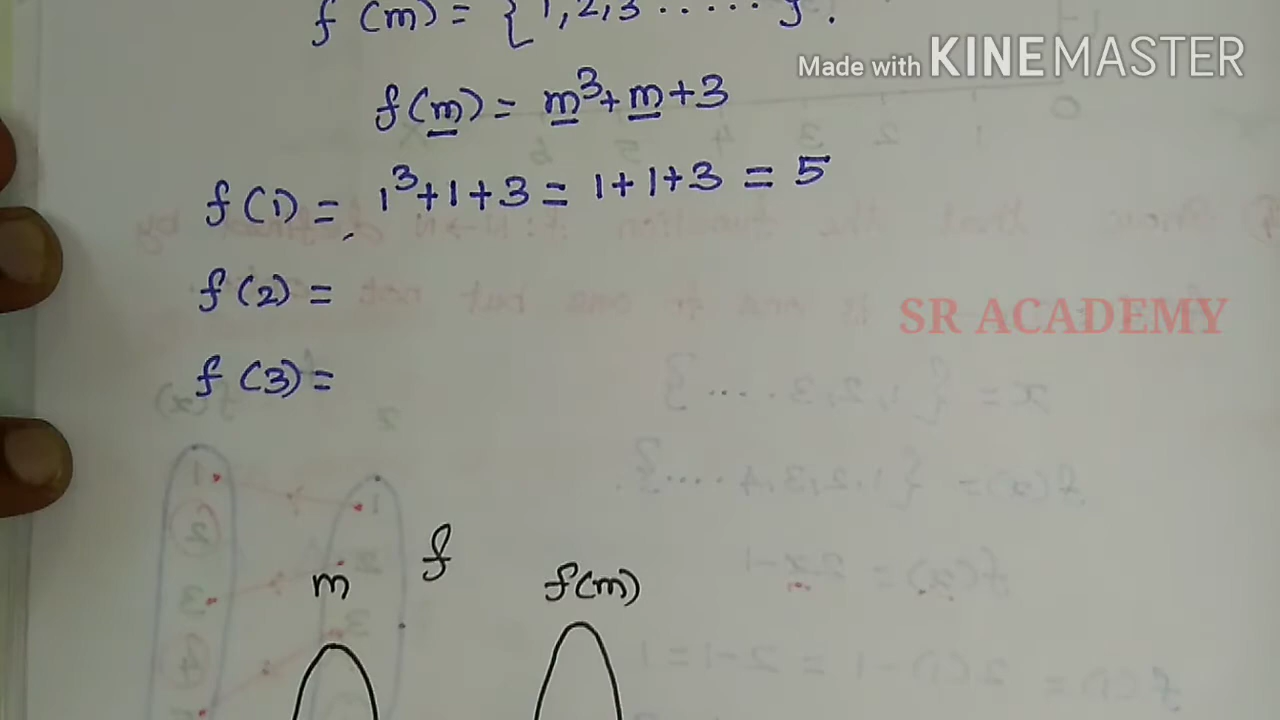 f(m) = {1,2,3.....}.
Made with KINEMASTER
f(m) = m³+m+3
f(1) = 1³+1+3 = 1+1+3 = 5
f(2) =
SR ACADEMY
f(3) =
f
m f(m)